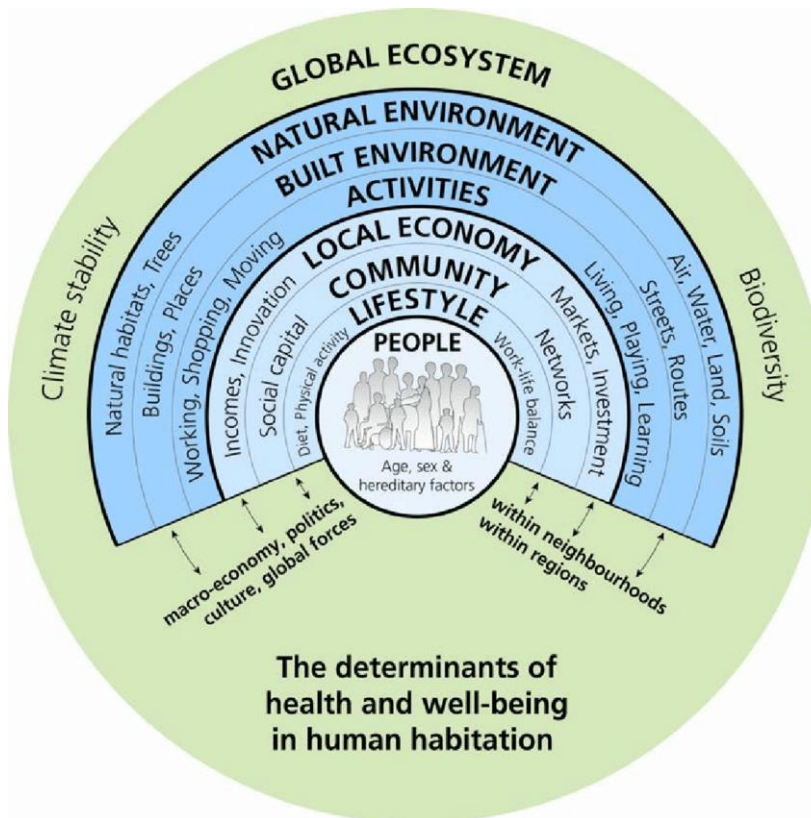 GLOBAL ECOSYSTEM
NATURAL ENVIRONMENT
BUILT ENVIRONMENT
ACTIVITIES
LOCAL ECONOMY
COMMUNITY
LIFESTYLE
PEOPLE
Age, sex &
hereditary factors
Climate stability
Natural habitats, Trees
Buildings, Places
Working, Shopping, Moving
Incomes, Innovation
Social capital
Diet, Physical activity
Work-life balance
Networks
Markets, Investment
Living, Playing, Learning
Streets, Routes
Air, Water, Land, Soils
Biodiversity
macro-economy, politics,
culture, global forces
within neighbourhoods
within regions
The determinants of
health and well-being
in human habitation